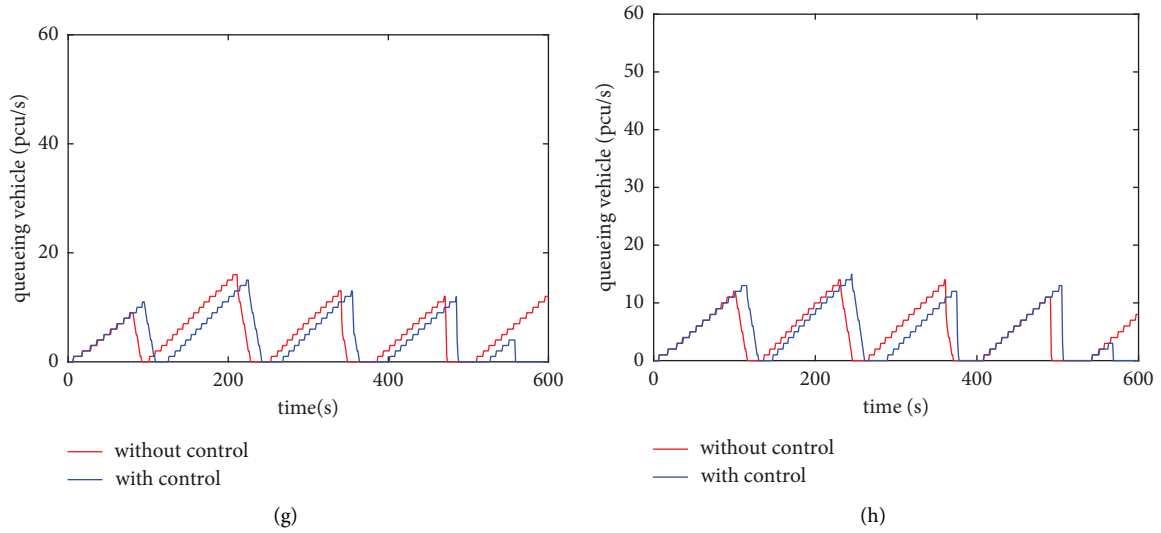 60
40
20
0
queueing vehicle (pcu/s)
0
200
400
600
time(s)
without control
with control
(g)
60
50
40
30
20
10
0
queueing vehicle (pcu/s)
0
200
400
600
time (s)
without control
with control
(h)